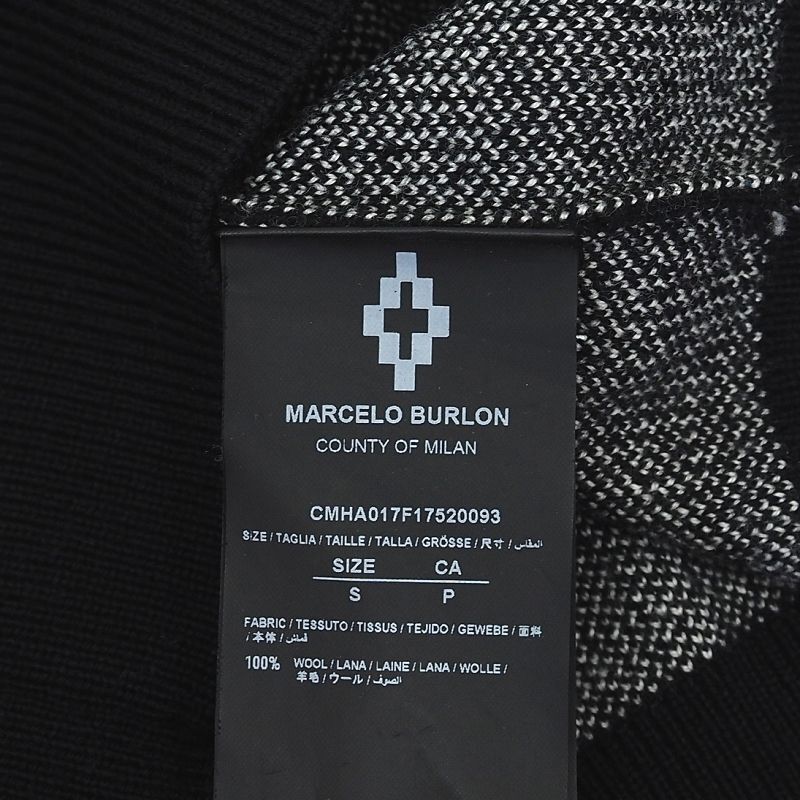 MARCELO BURLON
COUNTY OF MILAN
CMHA017F17520093
SIZE / TAGLIA / TAILLE / TALLA / GRÖSSE / 尺寸 / المقاس
SIZE CA
S P
FABRIC / TESSUTO / TISSUS / TEJIDO / GEWEBE / 面料
/ 本体 / قماش
100% WOOL / LANA / LAINE / LANA / WOLLE /
羊毛 / ウール / الصوف